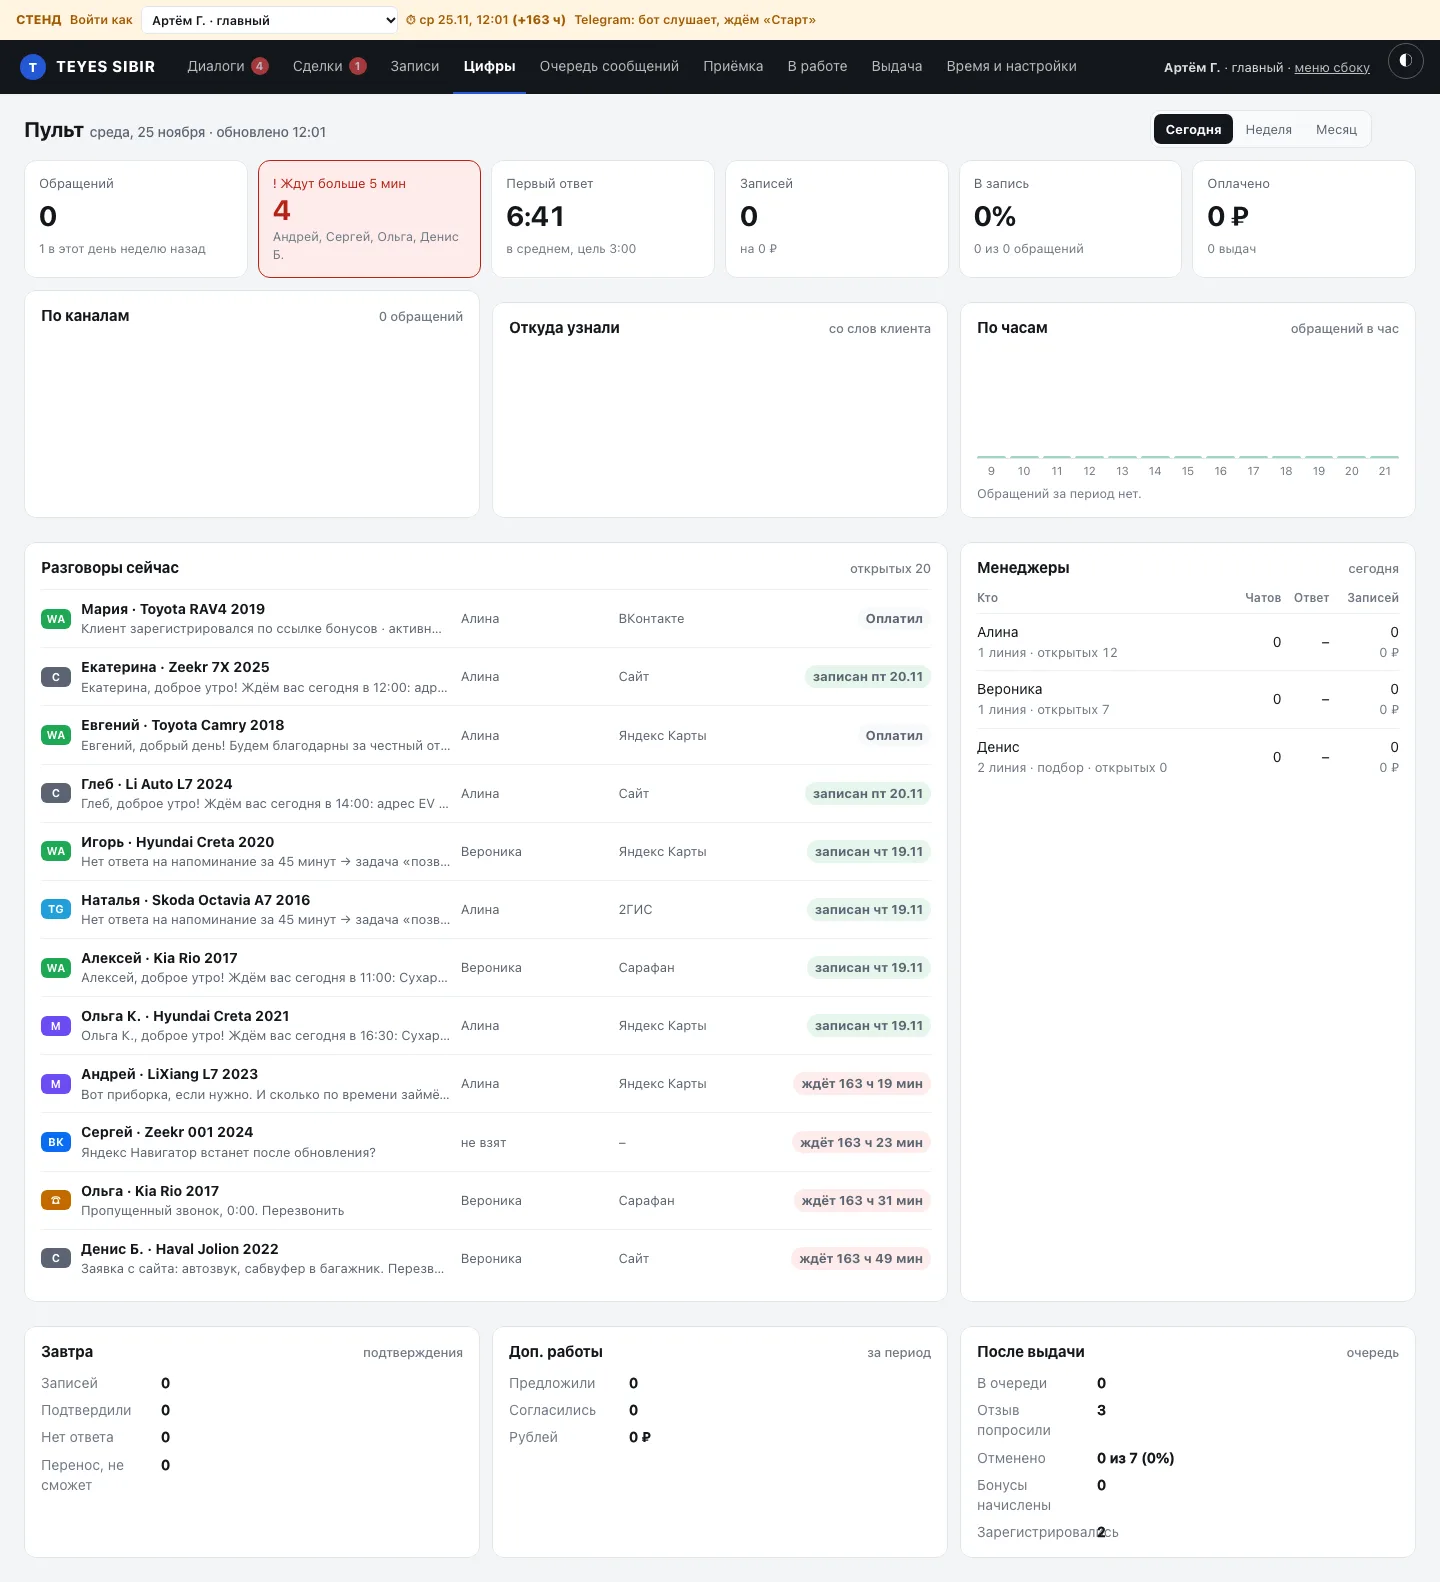 СТЕНД Войти как Артём Г. · главный ⏱ ср 25.11, 12:01 (+163 ч) Telegram: бот слушает, ждём «Старт»
T TEYES SIBIR Диалоги 4 Сделки 1 Записи Цифры Очередь сообщений Приёмка В работе Выдача Время и настройки Артём Г. · главный · меню сбоку
Пульт среда, 25 ноября · обновлено 12:01 Сегодня Неделя Месяц
Обращений
0
1 в этот день неделю назад
! Ждут больше 5 мин
4
Андрей, Сергей, Ольга, Денис
Б.
Первый ответ
6:41
в среднем, цель 3:00
Записей
0
на 0 ₽
В запись
0%
0 из 0 обращений
Оплачено
0 ₽
0 выдач
По каналам 0 обращений
Откуда узнали со слов клиента
По часам обращений в час
9 10 11 12 13 14 15 16 17 18 19 20 21
Обращений за период нет.
Разговоры сейчас открытых 20
WA Мария · Toyota RAV4 2019 Алина ВКонтакте Оплатил
Клиент зарегистрировался по ссылке бонусов · активн…
С Екатерина · Zeekr 7X 2025 Алина Сайт записан пт 20.11
Екатерина, доброе утро! Ждём вас сегодня в 12:00: адр…
WA Евгений · Toyota Camry 2018 Алина Яндекс Карты Оплатил
Евгений, добрый день! Будем благодарны за честный от…
С Глеб · Li Auto L7 2024 Алина Сайт записан пт 20.11
Глеб, доброе утро! Ждём вас сегодня в 14:00: адрес EV …
WA Игорь · Hyundai Creta 2020 Вероника Яндекс Карты записан чт 19.11
Нет ответа на напоминание за 45 минут → задача «позв…
TG Наталья · Skoda Octavia A7 2016 Алина 2ГИС записан чт 19.11
Нет ответа на напоминание за 45 минут → задача «позв…
WA Алексей · Kia Rio 2017 Вероника Сарафан записан чт 19.11
Алексей, доброе утро! Ждём вас сегодня в 11:00: Сухар…
M Ольга К. · Hyundai Creta 2021 Алина Яндекс Карты записан чт 19.11
Ольга К., доброе утро! Ждём вас сегодня в 16:30: Сухар…
M Андрей · LiXiang L7 2023 Алина Яндекс Карты ждёт 163 ч 19 мин
Вот приборка, если нужно. И сколько по времени займё…
ВК Сергей · Zeekr 001 2024 не взят – ждёт 163 ч 23 мин
Яндекс Навигатор встанет после обновления?
☎ Ольга · Kia Rio 2017 Вероника Сарафан ждёт 163 ч 31 мин
Пропущенный звонок, 0:00. Перезвонить
С Денис Б. · Haval Jolion 2022 Вероника Сайт ждёт 163 ч 49 мин
Заявка с сайта: автозвук, сабвуфер в багажник. Перезв…
Менеджеры сегодня
Кто Чатов Ответ Записей
Алина 0 – 0
1 линия · открытых 12 0 ₽
Вероника 0 – 0
1 линия · открытых 7 0 ₽
Денис 0 – 0
2 линия · подбор · открытых 0 0 ₽
Завтра подтверждения
Записей 0
Подтвердили 0
Нет ответа 0
Перенос, не 0
сможет
Доп. работы за период
Предложили 0
Согласились 0
Рублей 0 ₽
После выдачи очередь
В очереди 0
Отзыв 3
попросили
Отменено 0 из 7 (0%)
Бонусы 0
начислены
Зарегистрировались 2